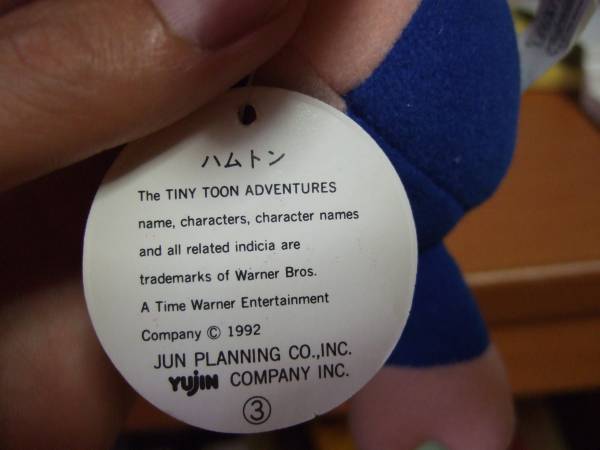 ハムトン
The TINY TOON ADVENTURES
name, characters, character names
and all related indicia are
trademarks of Warner Bros.
A Time Warner Entertainment
Company © 1992
JUN PLANNING CO.,INC.
YUJIN COMPANY INC.
③